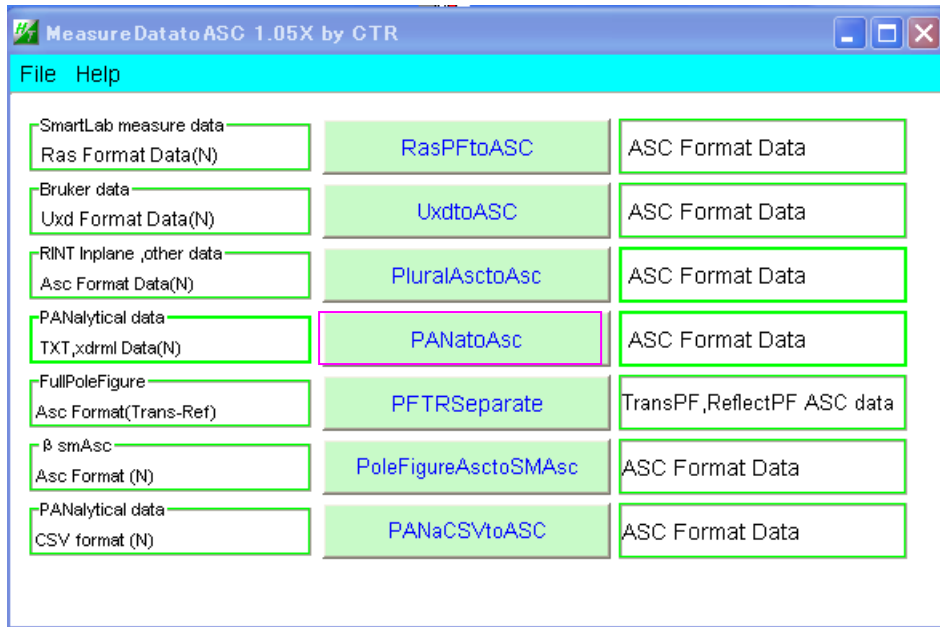 MeasureDatatoASC 1.05X by CTR
File Help
SmartLab measure data
Ras Format Data(N)
RasPFtoASC
ASC Format Data
Bruker data
Uxd Format Data(N)
UxdtoASC
ASC Format Data
RINT Inplane ,other data
Asc Format Data(N)
PluralAsctoAsc
ASC Format Data
PANalytical data
TXT,xdrml Data(N)
PANatoAsc
ASC Format Data
FullPoleFigure
Asc Format(Trans-Ref)
PFTRSeparate
TransPF,ReflectPF ASC data
β smAsc
Asc Format (N)
PoleFigureAsctoSMAsc
ASC Format Data
PANalytical data
CSV format (N)
PANaCSVtoASC
ASC Format Data